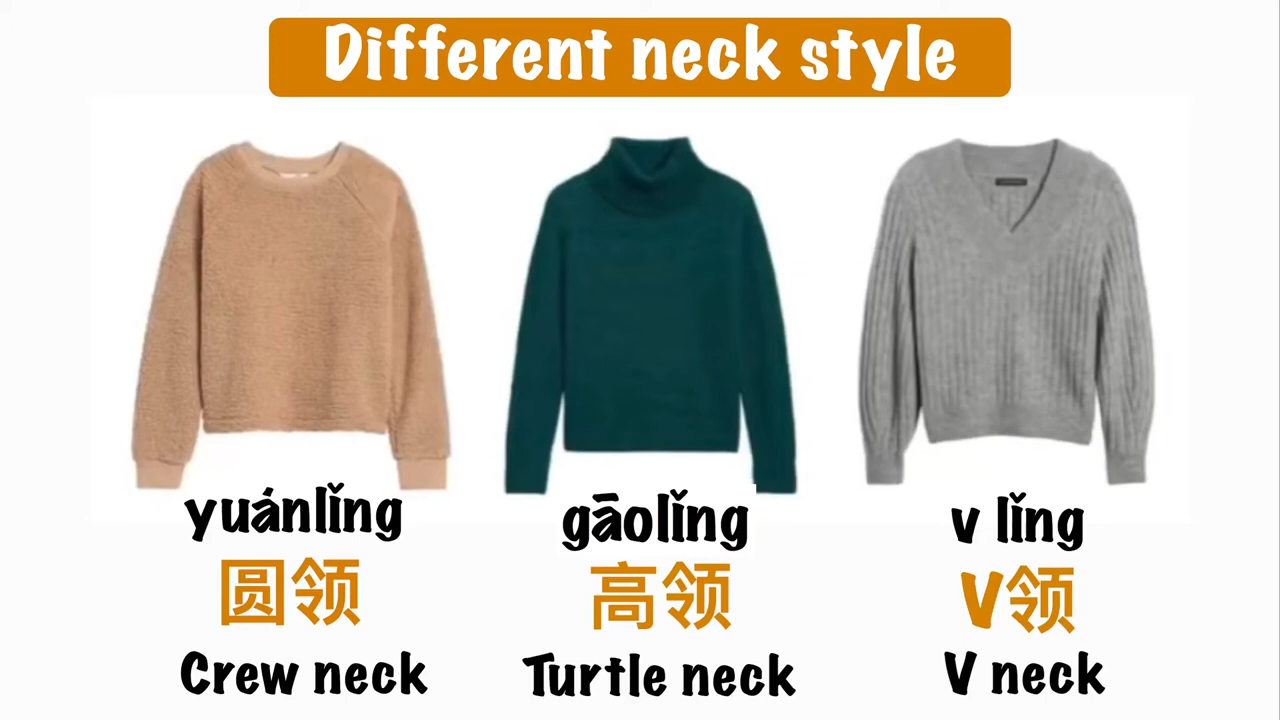 Different neck style
yuánlǐng
圆领
Crew neck
gāolǐng
高领
Turtle neck
v lǐng
V领
V neck